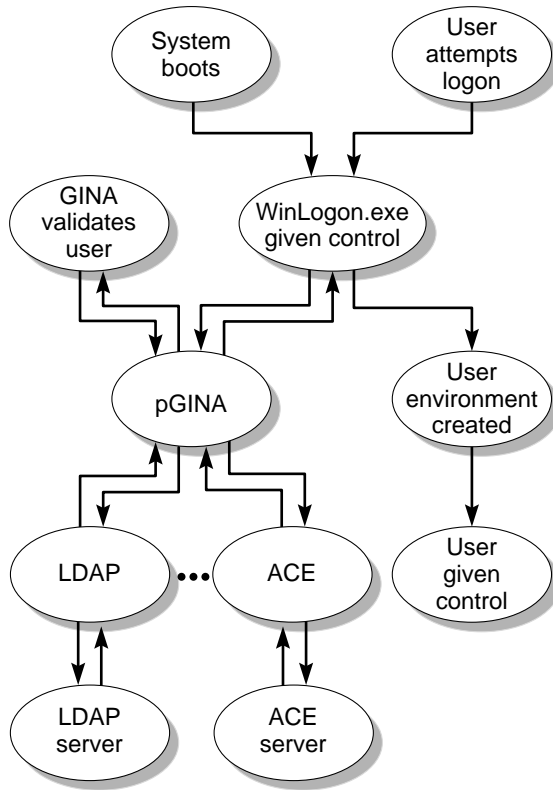 System
boots
User
attempts
logon
GINA
validates
user
WinLogon.exe
given control
pGINA
User
environment
created
LDAP
ACE
User
given
control
LDAP
server
ACE
server